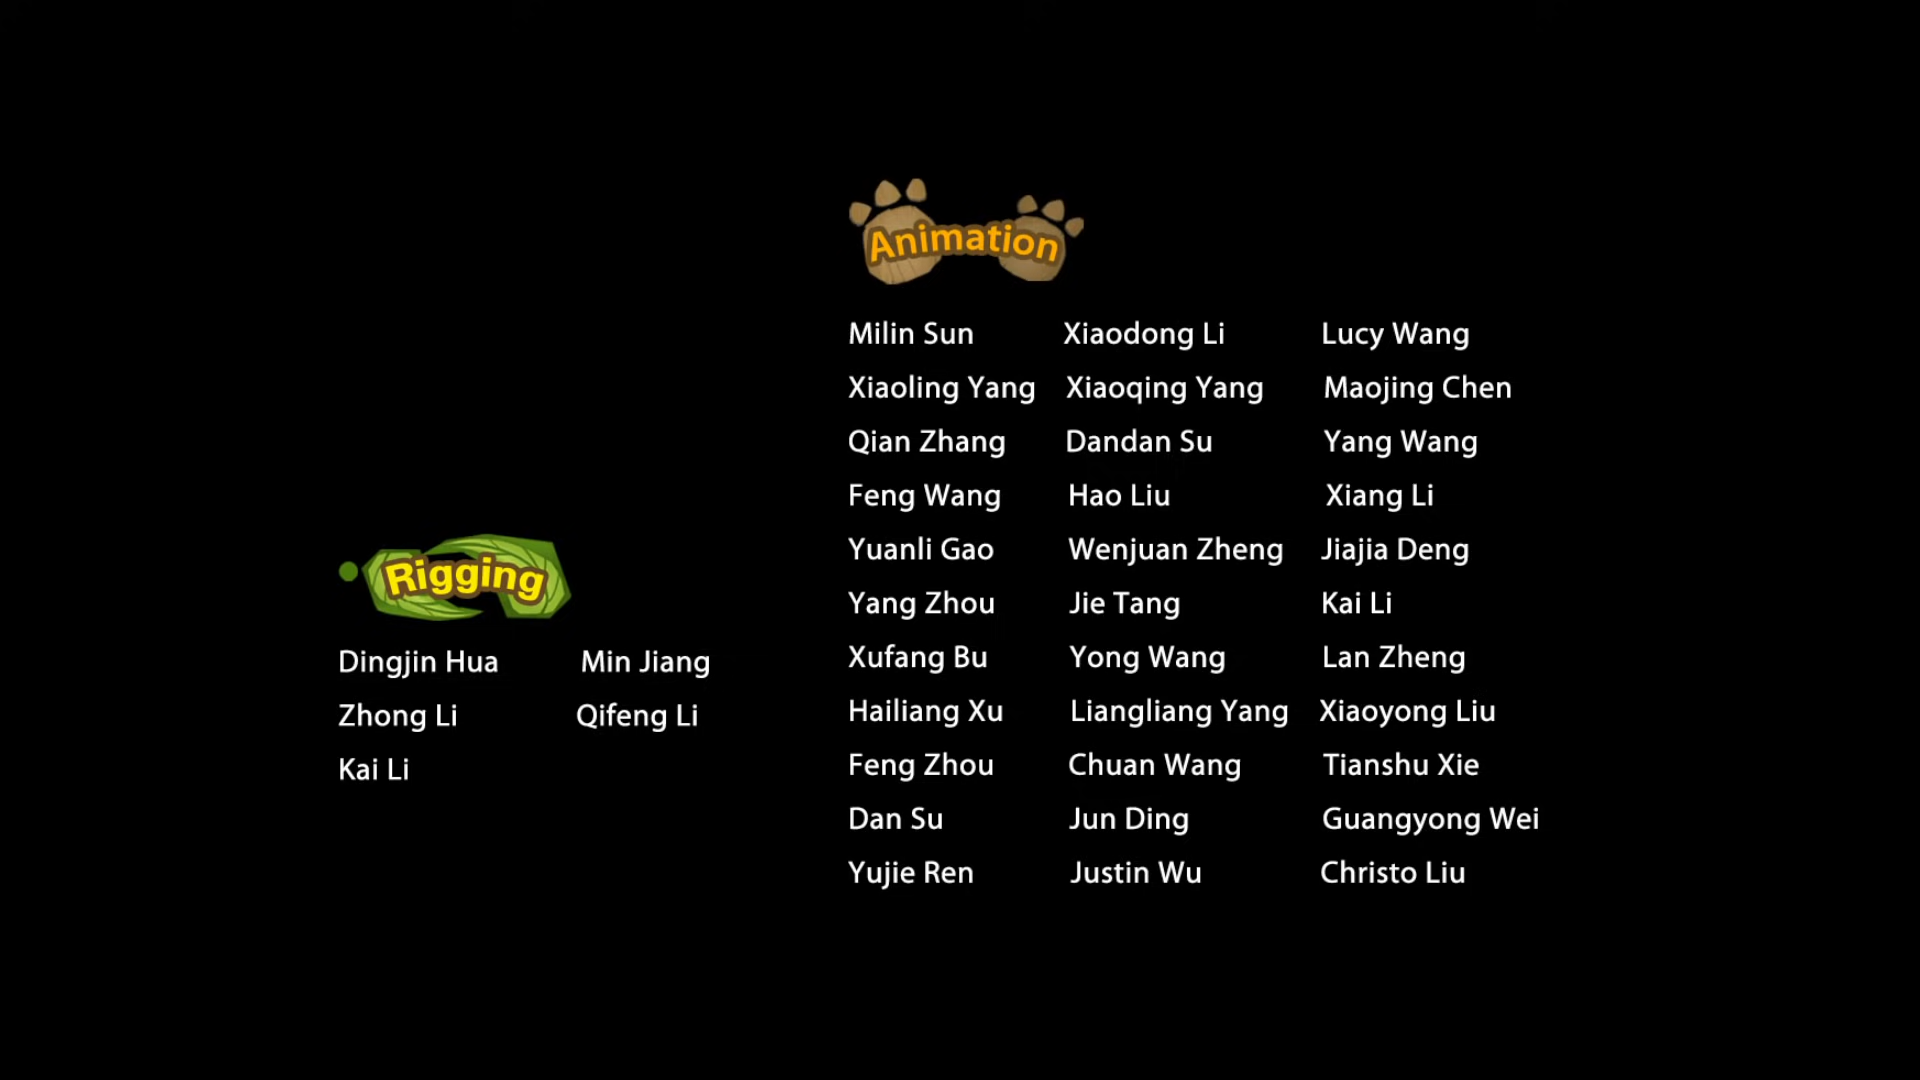 Rigging
Dingjin Hua Min Jiang
Zhong Li Qifeng Li
Kai Li
Animation
Milin Sun Xiaodong Li Lucy Wang
Xiaoling Yang Xiaoqing Yang Maojing Chen
Qian Zhang Dandan Su Yang Wang
Feng Wang Hao Liu Xiang Li
Yuanli Gao Wenjuan Zheng Jiajia Deng
Yang Zhou Jie Tang Kai Li
Xufang Bu Yong Wang Lan Zheng
Hailiang Xu Liangliang Yang Xiaoyong Liu
Feng Zhou Chuan Wang Tianshu Xie
Dan Su Jun Ding Guangyong Wei
Yujie Ren Justin Wu Christo Liu